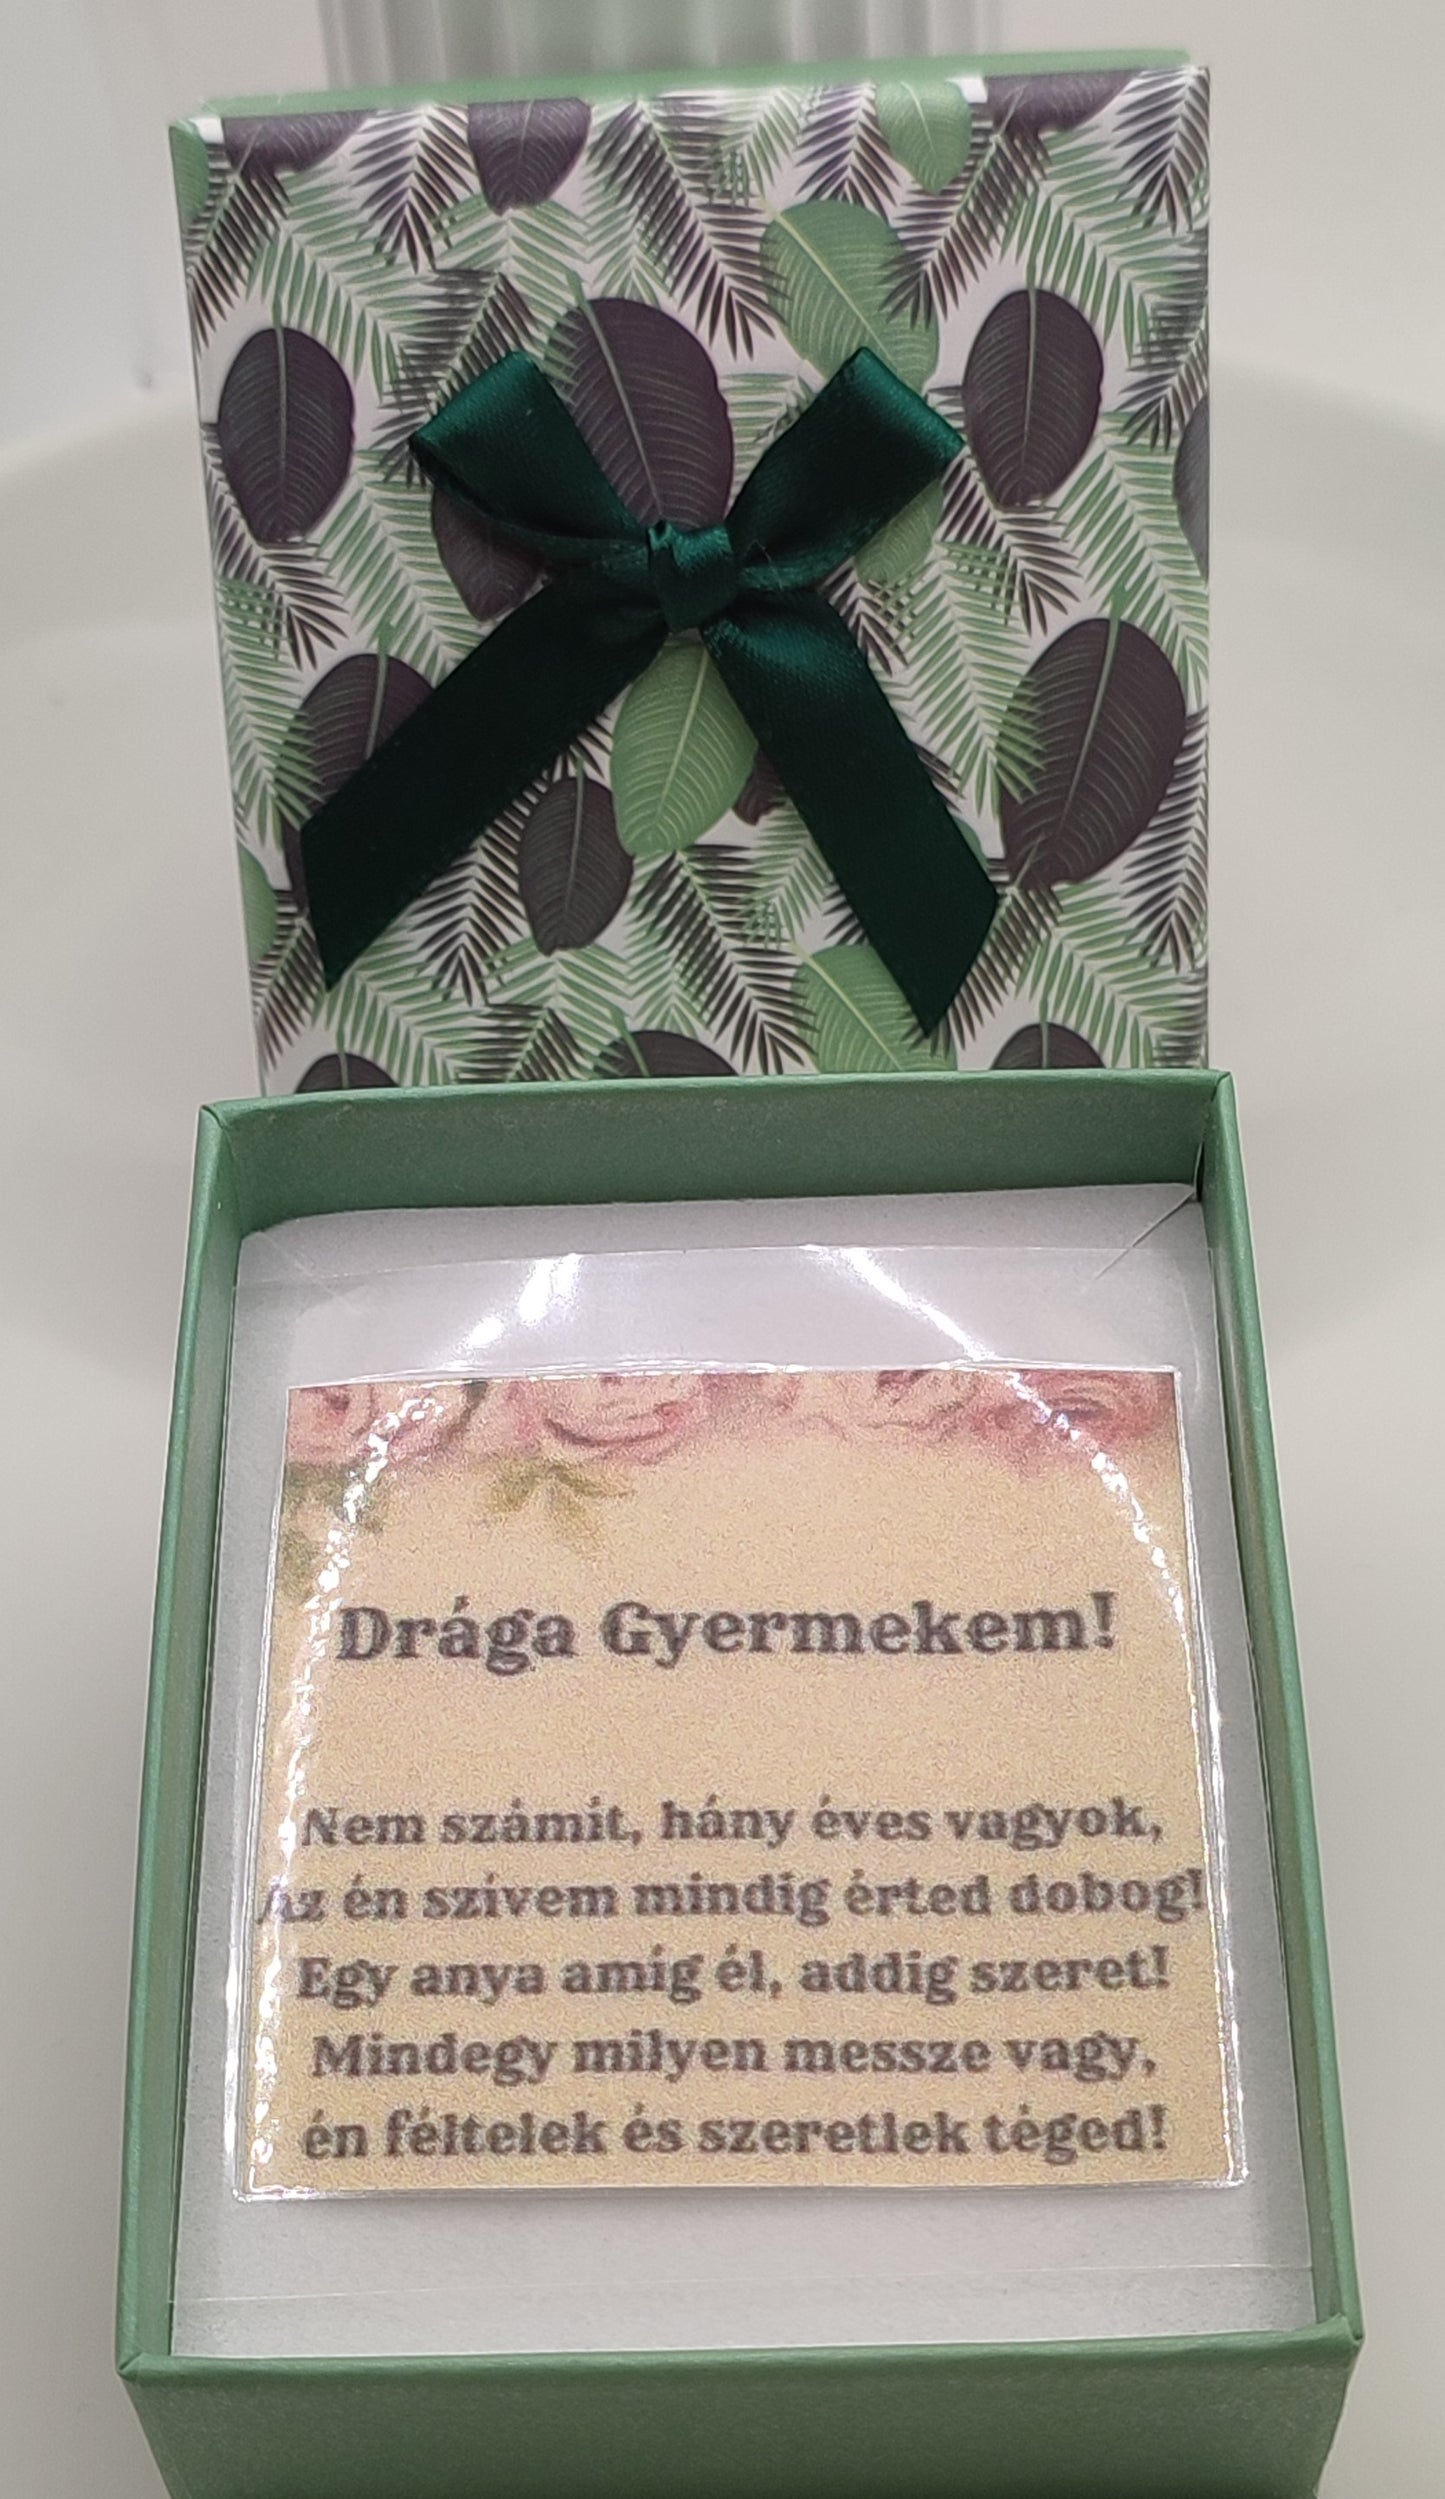 Drága Gyermekem!
Nem számít, hány éves vagyok,
Az én szívem mindig érted dobog!
Egy anya amíg él, addig szeret!
Mindegy milyen messze vagy,
én féltelek és szeretlek téged!